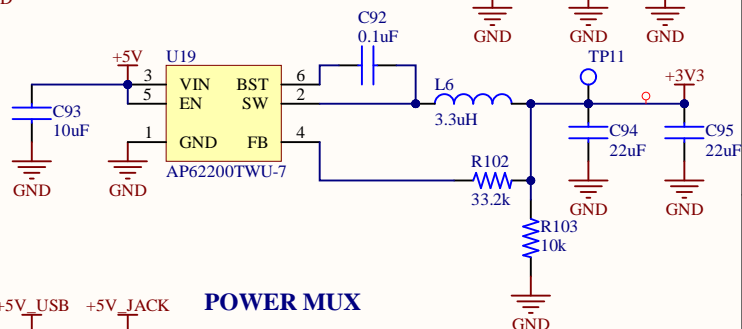 D
GND GND GND
C92
0.1uF
TP11
+5V
U19
+3V3
3 VIN BST 6
5 EN SW 2
L6
3.3uH
C93
10uF
C94
22uF
C95
22uF
1 GND FB 4
AP62200TWU-7
R102
33.2k
GND GND
GND GND
R103
10k
GND
+5V_USB +5V_JACK POWER MUX